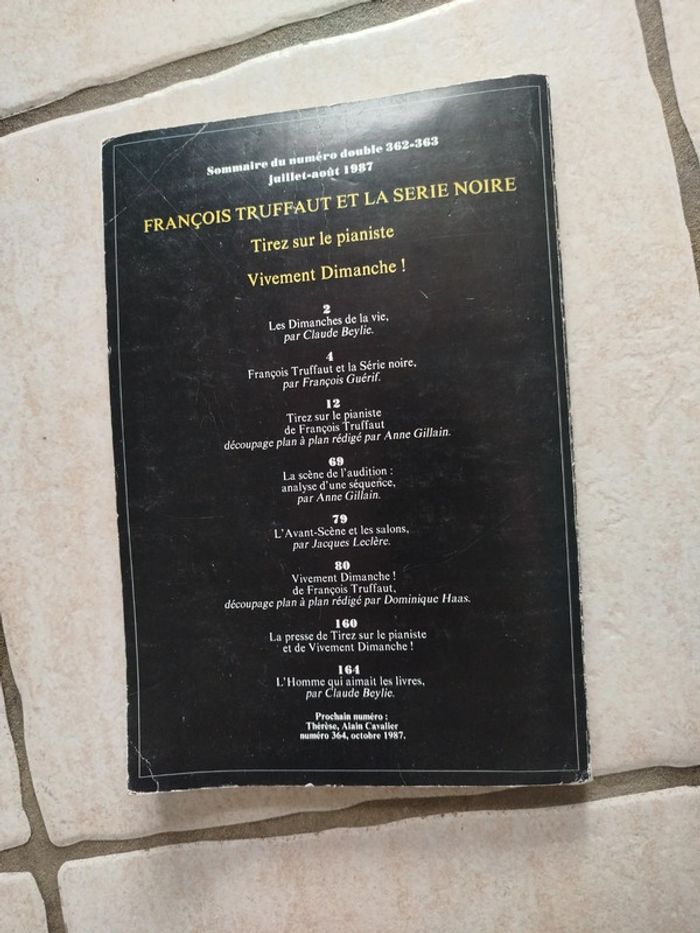 Sommaire du numéro double 362-363
juillet-août 1987
FRANÇOIS TRUFFAUT ET LA SERIE NOIRE
Tirez sur le pianiste
Vivement Dimanche !
2
Les Dimanches de la vie,
par Claude Beylie.
4
François Truffaut et la Série noire,
par François Guérif.
12
Tirez sur le pianiste
de François Truffaut
découpage plan à plan rédigé par Anne Gillain.
69
La scène de l'audition :
analyse d'une séquence,
par Anne Gillain.
79
L'Avant-Scène et les salons,
par Jacques Leclère.
80
Vivement Dimanche !
de François Truffaut,
découpage plan à plan rédigé par Dominique Haas.
160
La presse de Tirez sur le pianiste
et de Vivement Dimanche !
164
L'Homme qui aimait les livres,
par Claude Beylie.
Prochain numéro :
Thérèse, Alain Cavalier
numéro 364, octobre 1987.